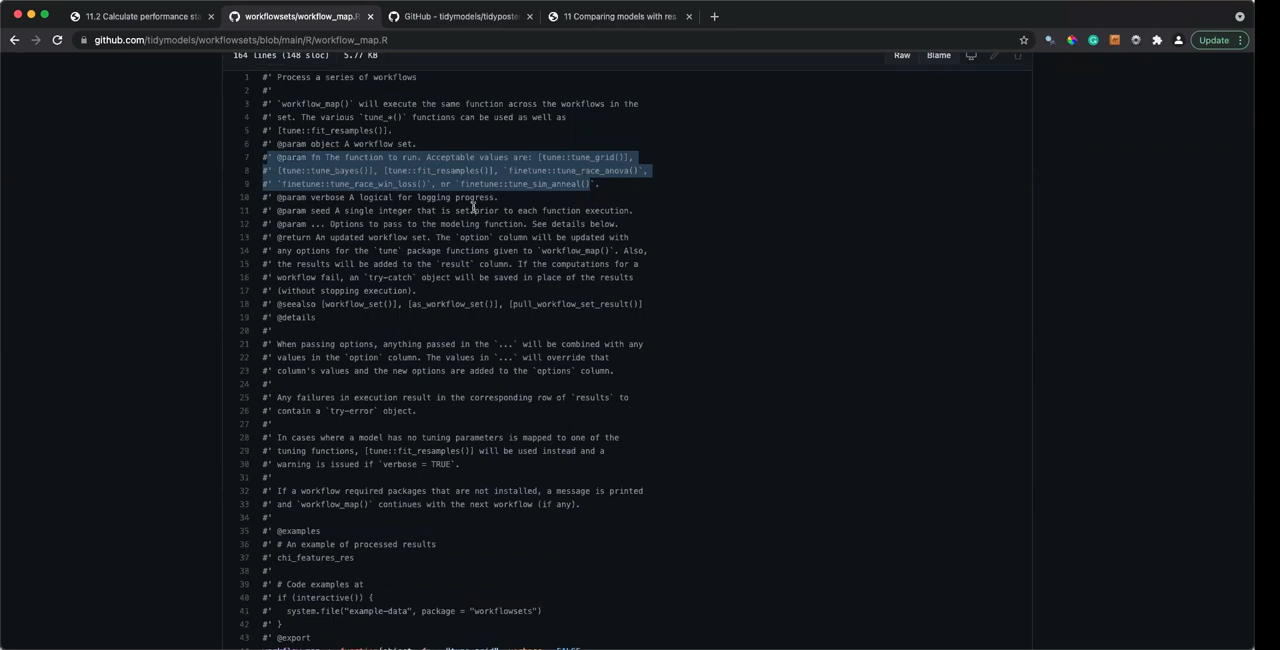 11.2 Calculate performance sta
workflowsets/workflow_map.R
GitHub - tidymodels/tidyposter
11 Comparing models with res
github.com/tidymodels/workflowsets/blob/main/R/workflow_map.R
Update
164 lines (148 sloc) 5.77 KB
Raw Blame
1 #' Process a series of workflows
2 #'
3 #' `workflow_map()` will execute the same function across the workflows in the
4 #' set. The various `tune_*()` functions can be used as well as
5 #' [tune::fit_resamples()].
6 #' @param object A workflow set.
7 #' @param fn The function to run. Acceptable values are: [tune::tune_grid()],
8 #' [tune::tune_bayes()], [tune::fit_resamples()], `finetune::tune_race_anova()`,
9 #' `finetune::tune_race_win_loss()`, or `finetune::tune_sim_anneal()`.
10 #' @param verbose A logical for logging progress.
11 #' @param seed A single integer that is set prior to each function execution.
12 #' @param ... Options to pass to the modeling function. See details below.
13 #' @return An updated workflow set. The `option` column will be updated with
14 #' any options for the `tune` package functions given to `workflow_map()`. Also,
15 #' the results will be added to the `result` column. If the computations for a
16 #' workflow fail, an `try-catch` object will be saved in place of the results
17 #' (without stopping execution).
18 #' @seealso [workflow_set()], [as_workflow_set()], [pull_workflow_set_result()]
19 #' @details
20 #'
21 #' When passing options, anything passed in the `...` will be combined with any
22 #' values in the `option` column. The values in `...` will override that
23 #' column's values and the new options are added to the `options` column.
24 #'
25 #' Any failures in execution result in the corresponding row of `results` to
26 #' contain a `try-error` object.
27 #'
28 #' In cases where a model has no tuning parameters is mapped to one of the
29 #' tuning functions, [tune::fit_resamples()] will be used instead and a
30 #' warning is issued if `verbose = TRUE`.
31 #'
32 #' If a workflow required packages that are not installed, a message is printed
33 #' and `workflow_map()` continues with the next workflow (if any).
34 #'
35 #' @examples
36 #' # An example of processed results
37 #' chi_features_res
38 #'
39 #' # Code examples at
40 #' if (interactive()) {
41 #' system.file("example-data", package = "workflowsets")
42 #' }
43 #' @export